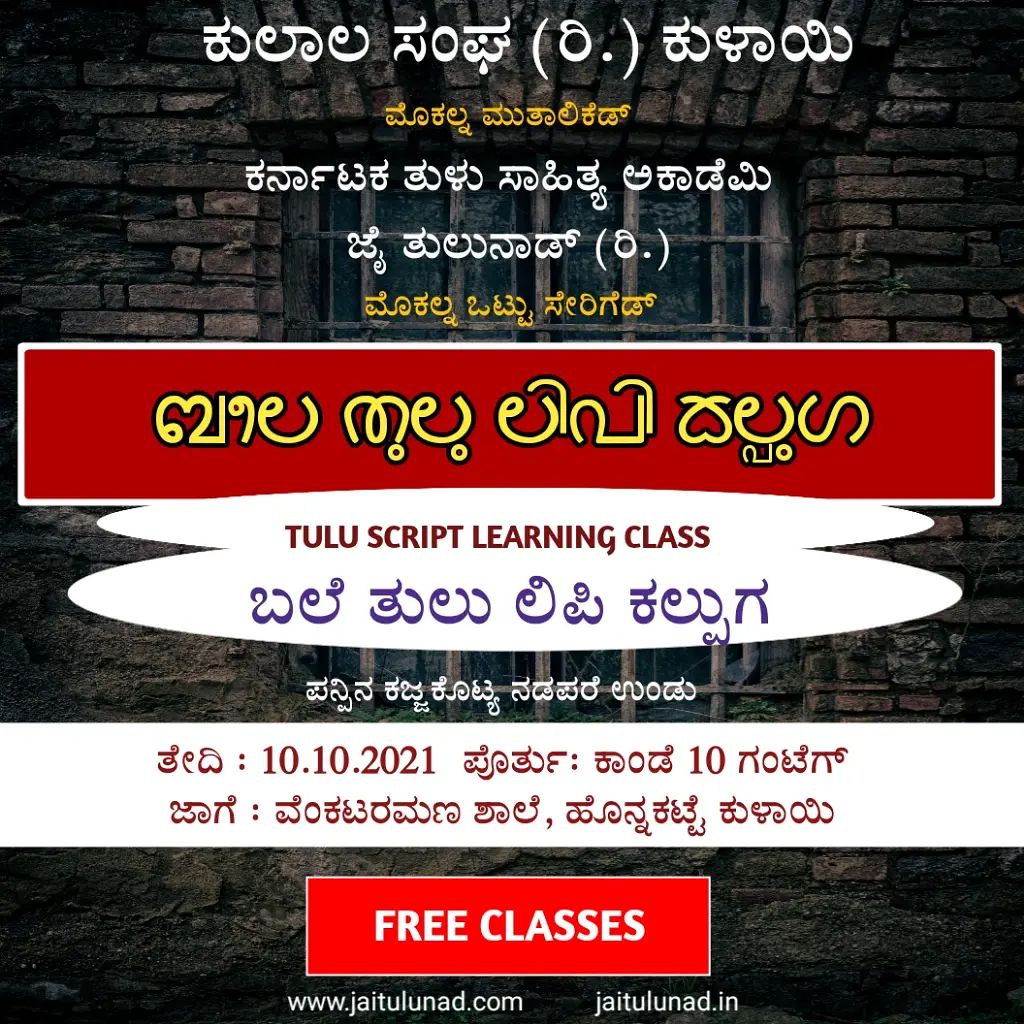 ಕುಲಾಲ ಸಂಘ (ರಿ.) ಕುಳಾಯಿ
ಮೊಕಲ್ನ ಮುತಾಲಿಕೆಡ್
ಕರ್ನಾಟಕ ತುಳು ಸಾಹಿತ್ಯ ಅಕಾಡೆಮಿ
ಜೈ ತುಲುನಾಡ್ (ರಿ.)
ಮೊಕಲ್ನ ಒಟ್ಟು ಸೇರಿಗೆಡ್
TULU SCRIPT LEARNING CLASS
ಬಲೆ ತುಲು ಲಿಪಿ ಕಲ್ಪುಗ
ಪನ್ಪಿನ ಕಜ್ಜಕೊಟ್ಯ ನಡಪರೆ ಉಂಡು
ತೇದಿ : 10.10.2021 ಪೊರ್ತು: ಕಾಂಡೆ 10 ಗಂಟೆಗ್
ಜಾಗೆ : ವೆಂಕಟರಮಣ ಶಾಲೆ, ಹೊನ್ನಕಟ್ಟೆ ಕುಳಾಯಿ
FREE CLASSES
www.jaitulunad.com jaitulunad.in